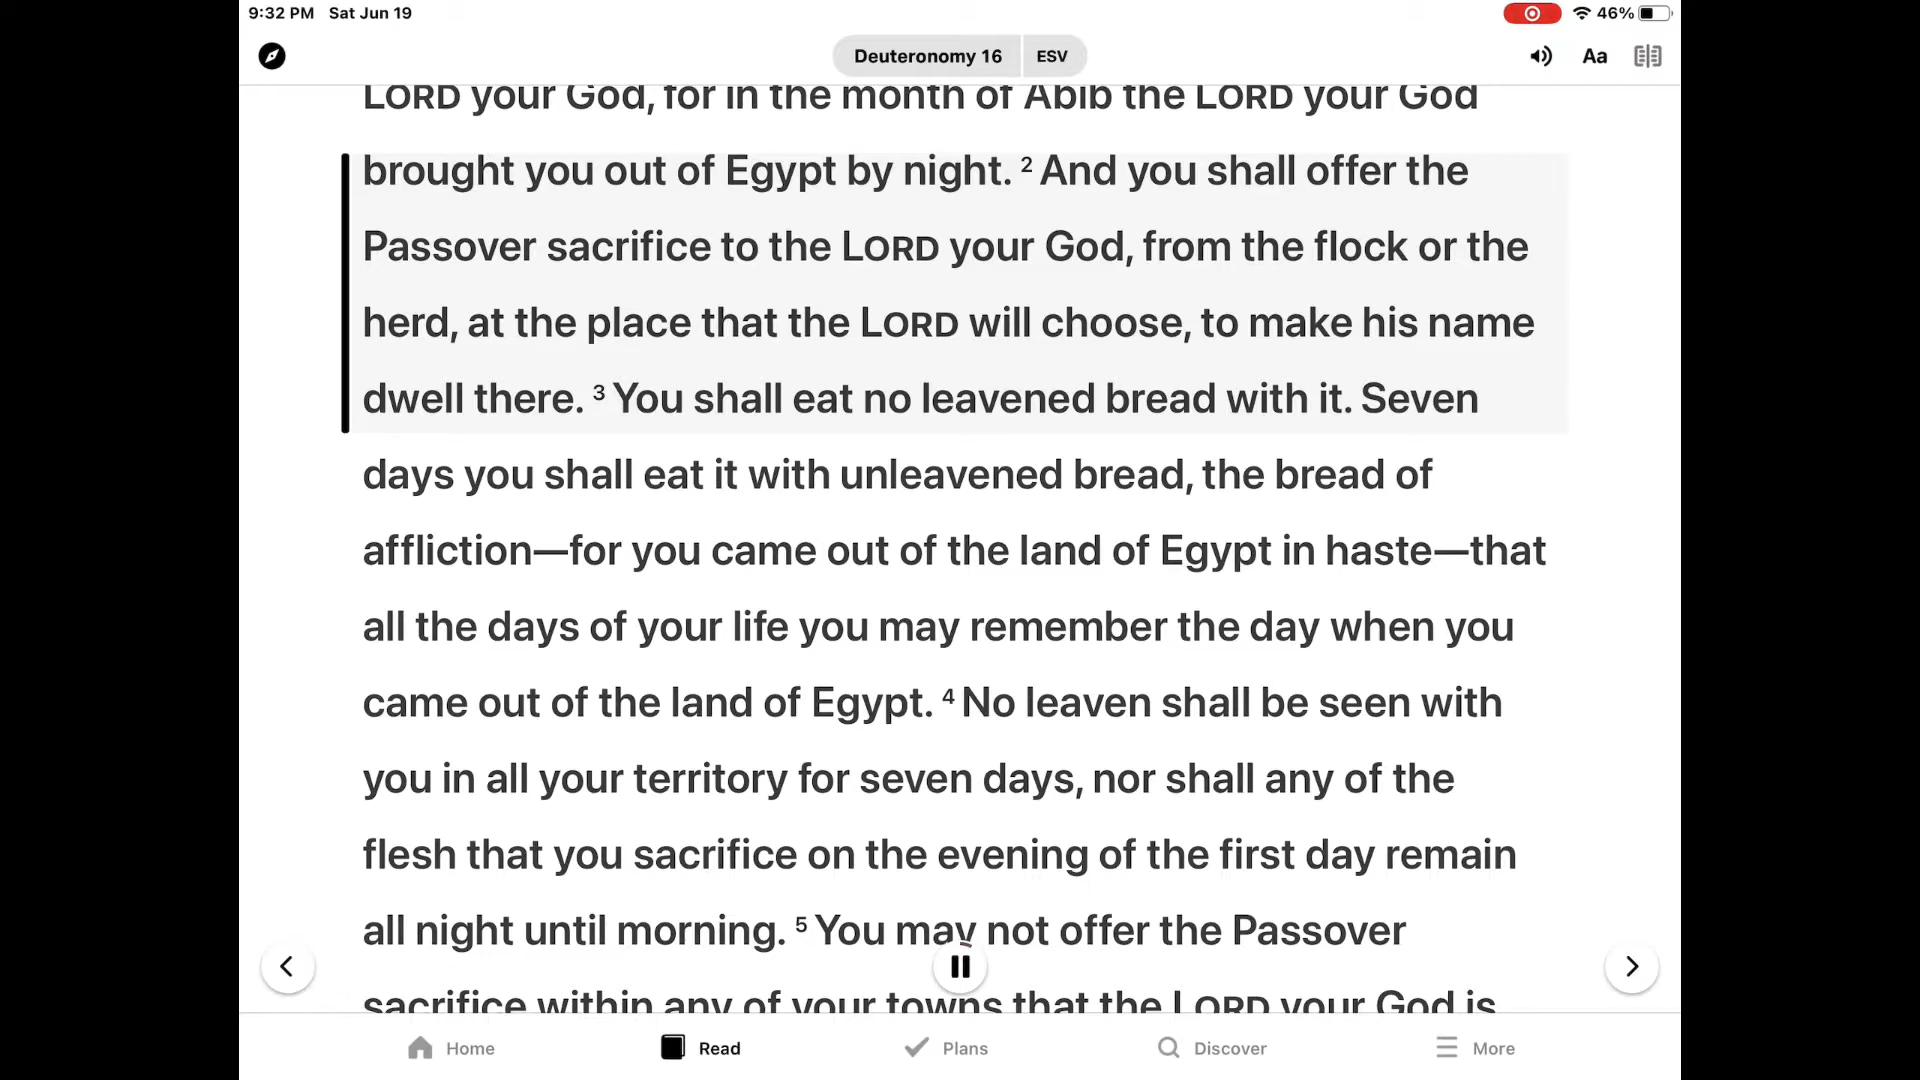 9:32 PM Sat Jun 19
46%
Deuteronomy 16 ESV
Aa
LORD your God, for in the month of Abib the LORD your God
brought you out of Egypt by night. 2 And you shall offer the
Passover sacrifice to the LORD your God, from the flock or the
herd, at the place that the LORD will choose, to make his name
dwell there. 3 You shall eat no leavened bread with it. Seven
days you shall eat it with unleavened bread, the bread of
affliction—for you came out of the land of Egypt in haste—that
all the days of your life you may remember the day when you
came out of the land of Egypt. 4 No leaven shall be seen with
you in all your territory for seven days, nor shall any of the
flesh that you sacrifice on the evening of the first day remain
all night until morning. 5 You may not offer the Passover
sacrifice within any of your towns that the LORD your God is
Home Read Plans Discover More